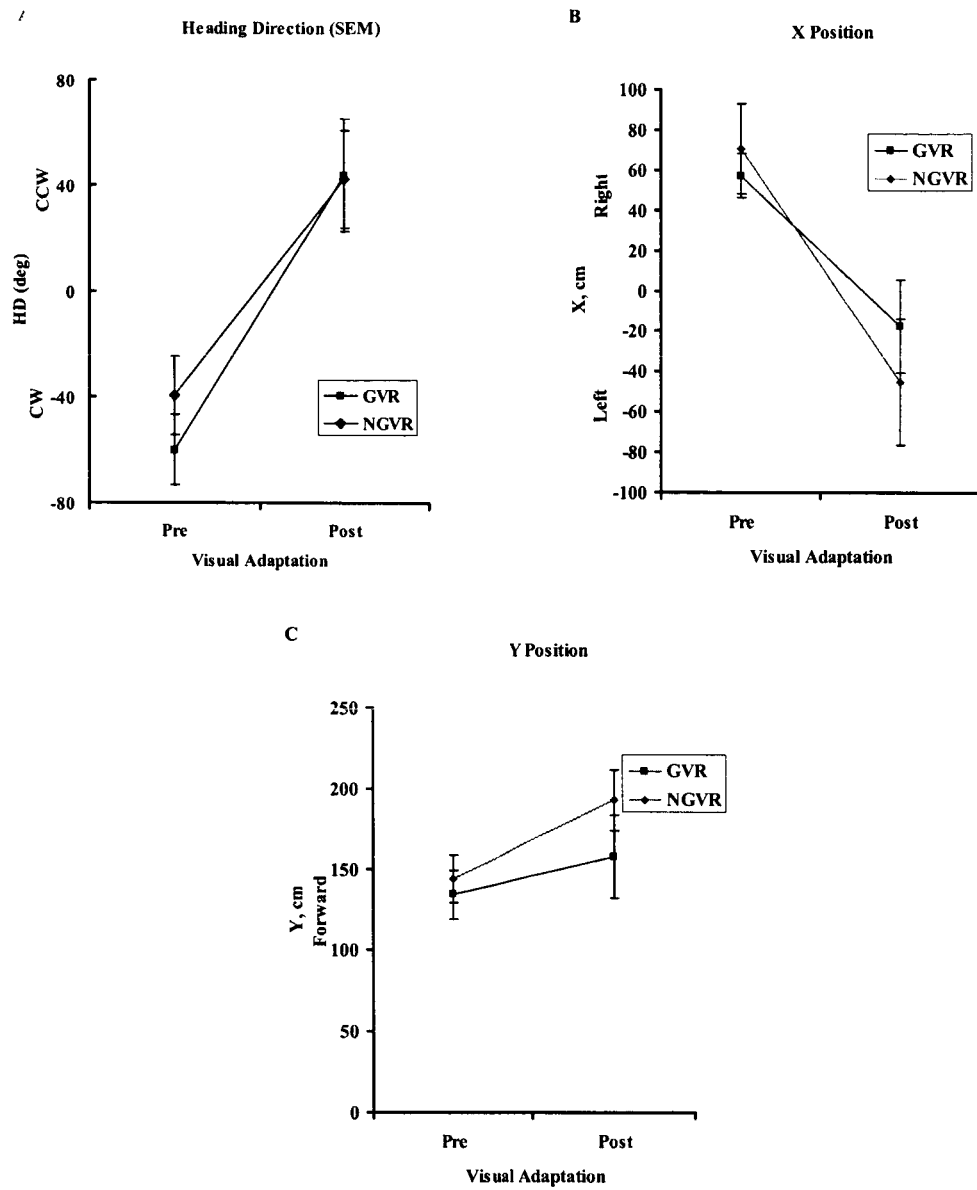 Heading Direction (SEM)
80
40
0
-40
-80
CCW
HD (deg)
CW
GVR
NGVR
Pre
Post
Visual Adaptation
B
X Position
100
80
60
40
20
0
-20
-40
-60
-80
-100
Right
X, cm
Left
GVR
NGVR
Pre
Post
Visual Adaptation
C
Y Position
250
200
150
100
50
0
Y, cm
Forward
GVR
NGVR
Pre
Post
Visual Adaptation